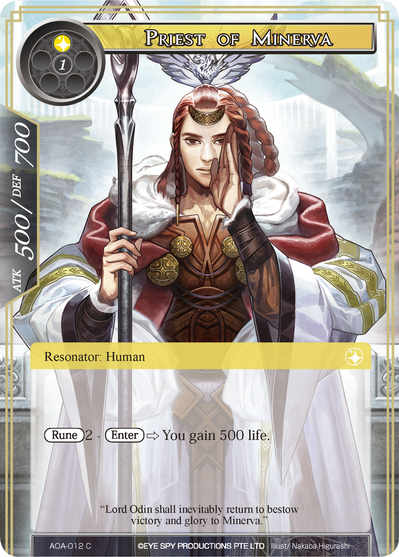 PRIEST OF MINERVA
1
ATK 500 / DEF 700
Resonator: Human
Rune 2 - Enter ⇨ You gain 500 life.
“Lord Odin shall inevitably return to bestow
victory and glory to Minerva.”
AOA-012 C ©EYE SPY PRODUCTIONS PTE LTD Illust/ Nakaba Higurashi